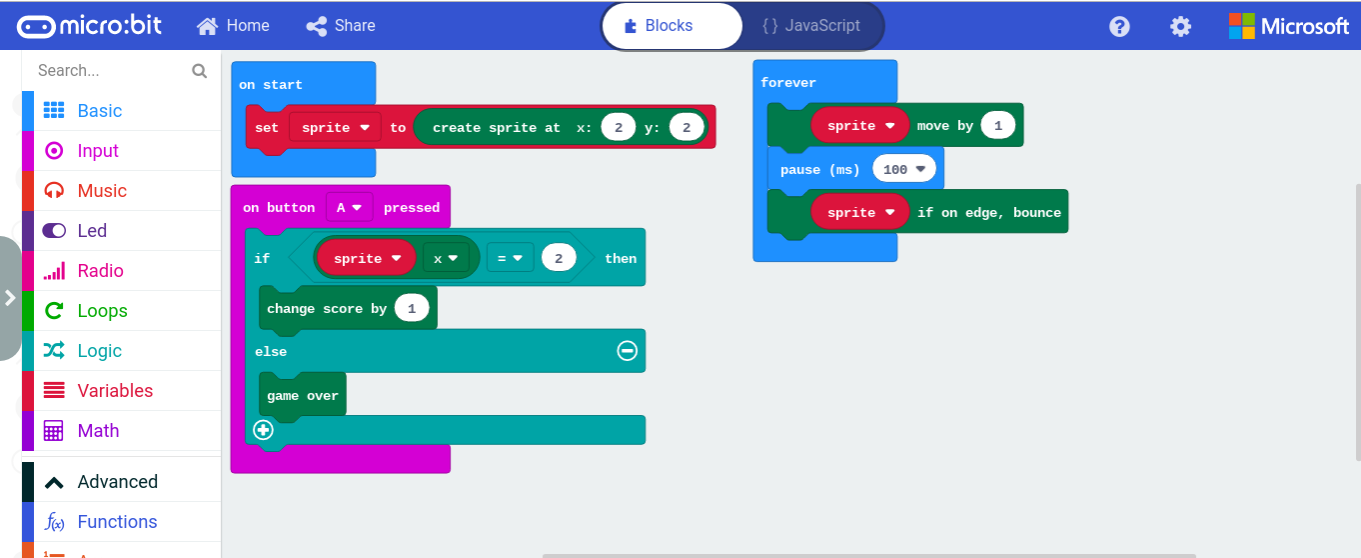 micro:bit Home Share Blocks { } JavaScript ? Microsoft
Search...
Basic
Input
Music
Led
Radio
Loops
Logic
Variables
Math
Advanced
f(x) Functions
on start
set sprite to create sprite at x: 2 y: 2
on button A pressed
if sprite x = 2 then
change score by 1
else
game over
forever
sprite move by 1
pause (ms) 100
sprite if on edge, bounce